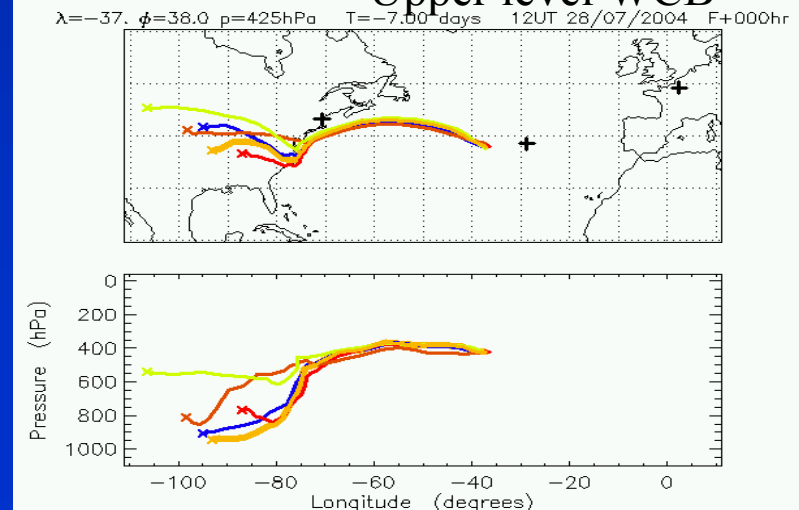 Upper level WCB
λ=−37. ϕ=38.0 p=425hPa T=−7.00 days 12UT 28/07/2004 F+000hr
0
200
400
600
800
1000
Pressure (hPa)
−100 −80 −60 −40 −20 0
Longitude (degrees)